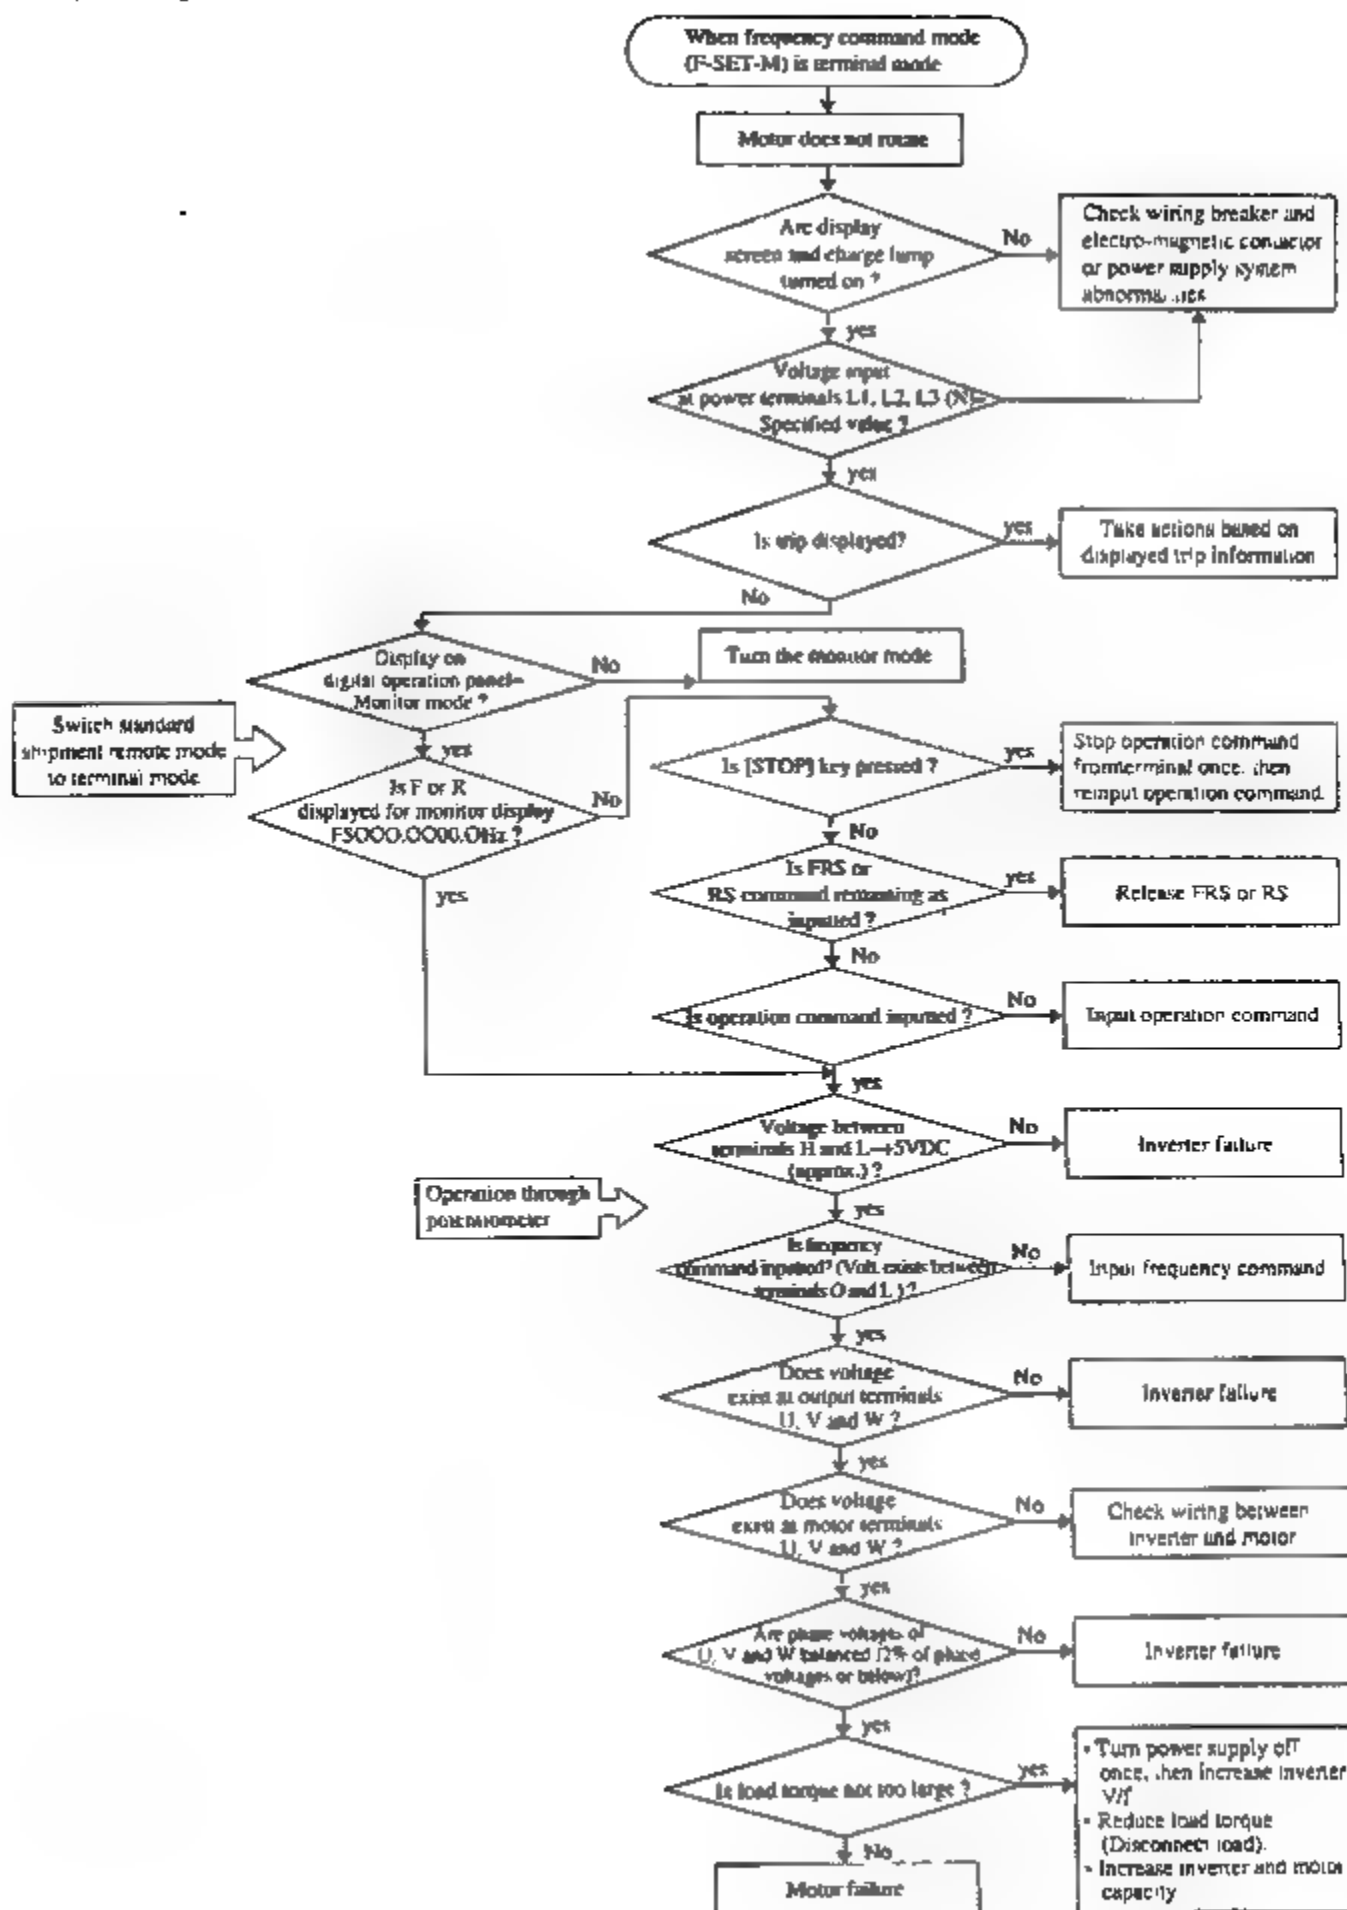 When frequency command mode
(F-SET-M) is terminal mode
Motor does not rotate
Are display
screen and charge lamp
turned on ?
No
Check wiring breaker and
electro-magnetic contactor
or power supply system
yes
Voltage input
at power terminals L1, L2, L3 (N)=
Specified value ?
yes
Is trip displayed?
yes
Take actions based on
displayed trip information
No
Display on
digital operation panel=
Monitor mode ?
No
Turn the monitor mode
Switch standard
shipment remote mode
to terminal mode
yes
Is F or R
displayed for monitor display
FSOOO.OO00.OHz ?
No
yes
Is [STOP] key pressed ?
yes
Stop operation command
fromterminal once, then
reinput operation command.
No
Is FRS or
RS command remaining as
inputted ?
yes
Release FRS or RS
No
Is operation command inputted ?
No
Input operation command
yes
Voltage between
terminals H and L=+5VDC
(approx.) ?
No
Inverter failure
Operation through
potentiometer
yes
Is frequency
command inputted? (Volt. exists between
terminals O and L ) ?
No
Input frequency command
yes
Does voltage
exist at output terminals
U, V and W ?
No
Inverter failure
yes
Does voltage
exist at motor terminals
U, V and W ?
No
Check wiring between
inverter and motor
yes
Are phase voltages of
U, V and W balanced (2% of phase
voltages or below)?
No
Inverter failure
yes
Is load torque not too large ?
yes
• Turn power supply off
once, then increase inverter
V/f
• Reduce load torque
(Disconnect load).
• Increase inverter and motor
capacity
No
Motor failure